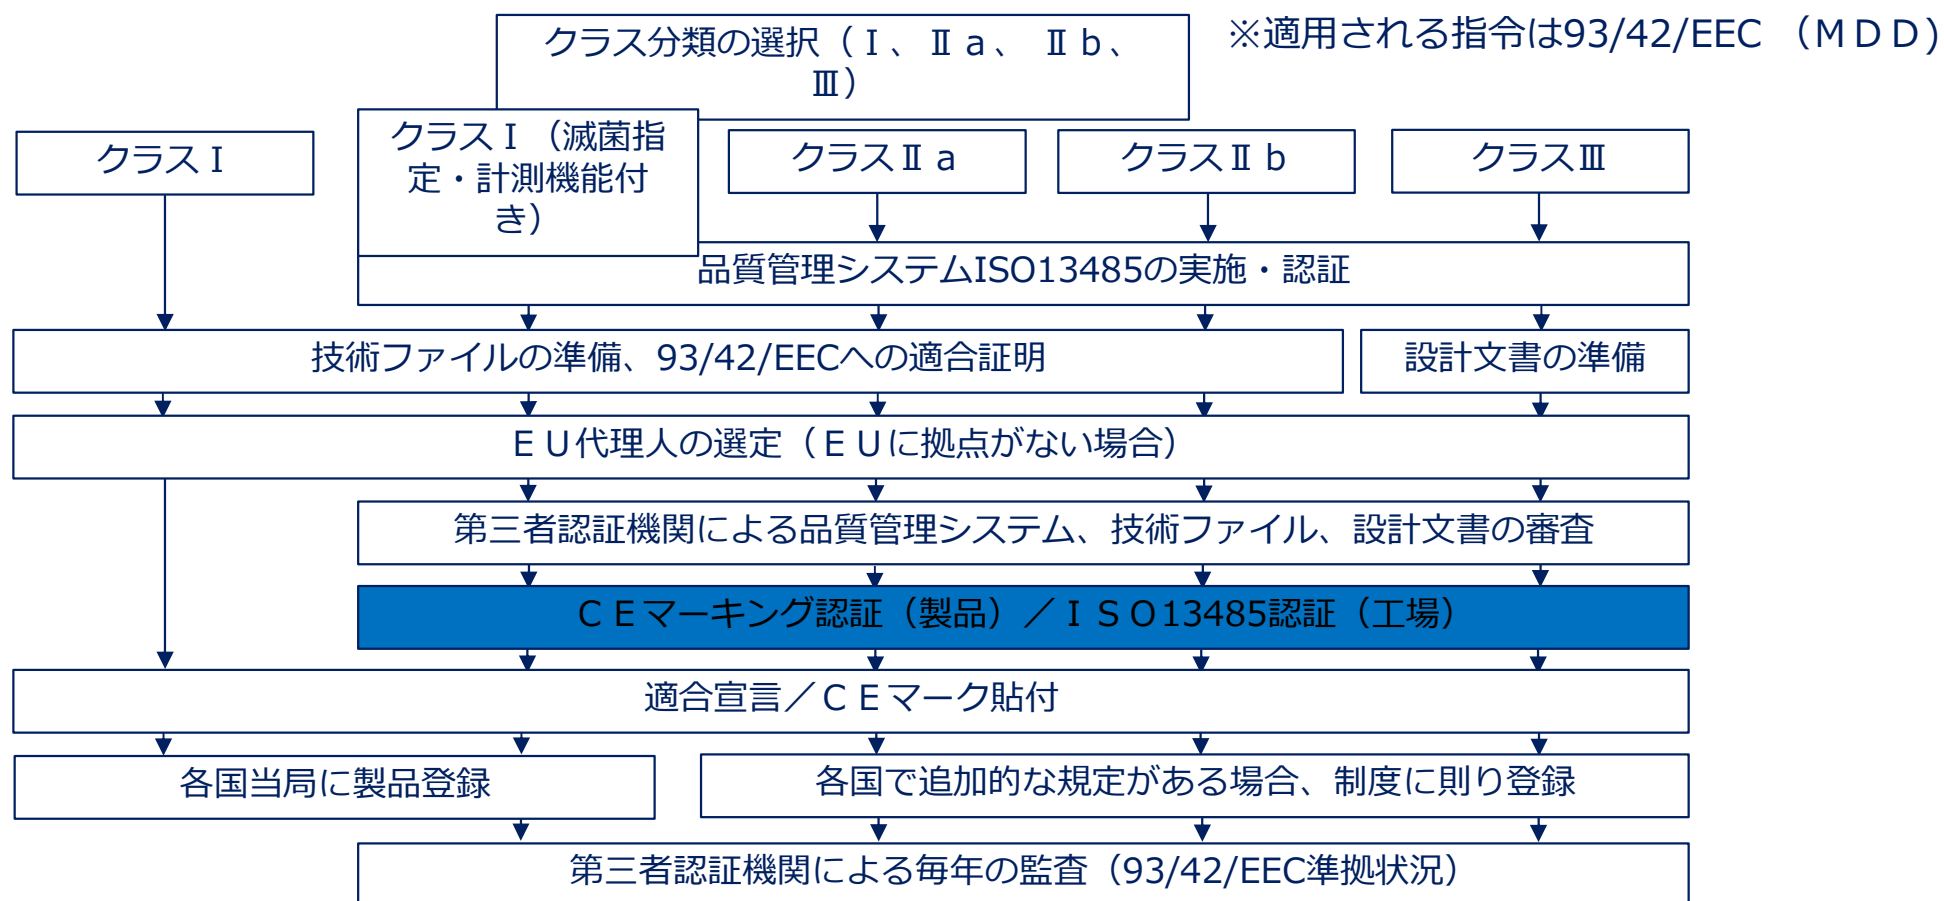 クラス分類の選択（Ⅰ、Ⅱａ、 Ⅱｂ、
Ⅲ）
※適用される指令は93/42/EEC （ＭＤＤ)
クラスⅠ
クラスⅠ（滅菌指
定・計測機能付
き）
クラスⅡａ
クラスⅡｂ
クラスⅢ
品質管理システムISO13485の実施・認証
技術ファイルの準備、93/42/EECへの適合証明
設計文書の準備
ＥＵ代理人の選定（ＥＵに拠点がない場合）
第三者認証機関による品質管理システム、技術ファイル、設計文書の審査
ＣＥマーキング認証（製品）／ＩＳＯ13485認証（工場）
適合宣言／ＣＥマーク貼付
各国当局に製品登録
各国で追加的な規定がある場合、制度に則り登録
第三者認証機関による毎年の監査（93/42/EEC準拠状況）